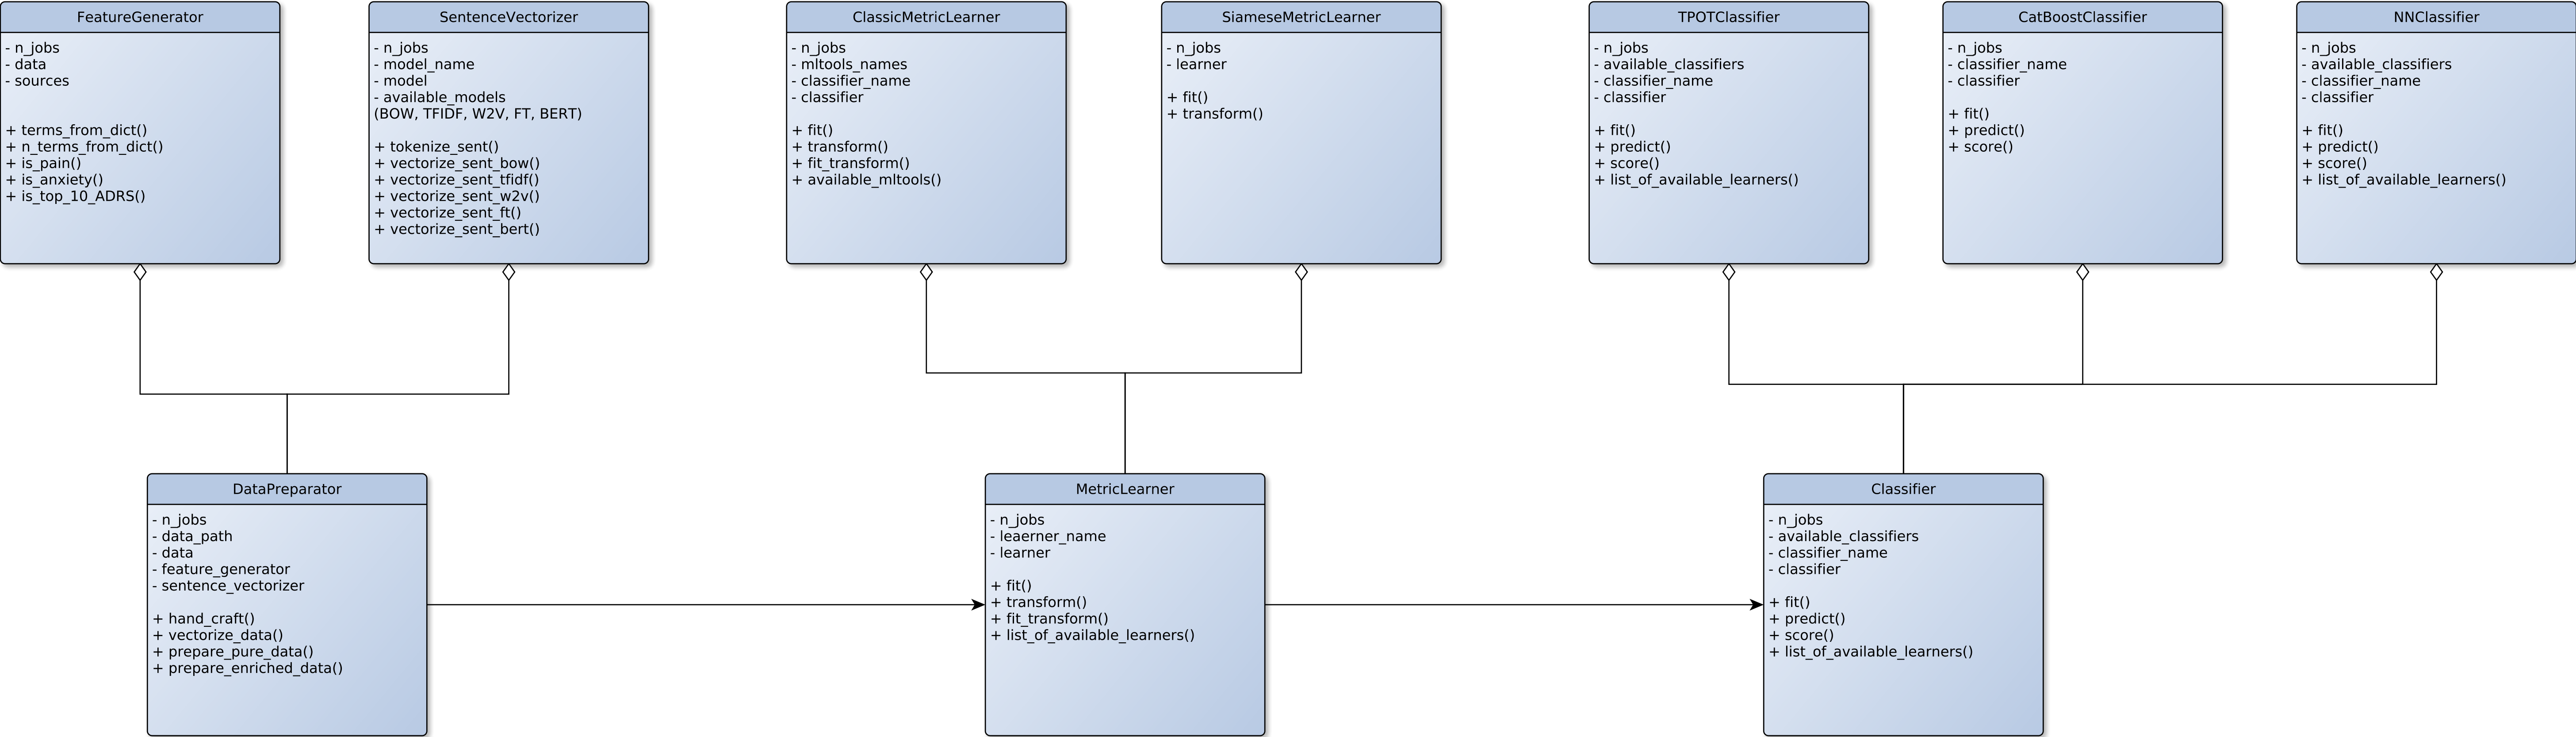 FeatureGenerator
- n_jobs
- data
- sources
+ terms_from_dict()
+ n_terms_from_dict()
+ is_pain()
+ is_anxiety()
+ is_top_10_ADRS()
SentenceVectorizer
- n_jobs
- model_name
- model
- available_models
(BOW, TFIDF, W2V, FT, BERT)
+ tokenize_sent()
+ vectorize_sent_bow()
+ vectorize_sent_tfidf()
+ vectorize_sent_w2v()
+ vectorize_sent_ft()
+ vectorize_sent_bert()
ClassicMetricLearner
- n_jobs
- mltools_names
- classifier_name
- classifier
+ fit()
+ transform()
+ fit_transform()
+ available_mltools()
SiameseMetricLearner
- n_jobs
- learner
+ fit()
+ transform()
TPOTClassifier
- n_jobs
- available_classifiers
- classifier_name
- classifier
+ fit()
+ predict()
+ score()
+ list_of_available_learners()
CatBoostClassifier
- n_jobs
- classifier_name
- classifier
+ fit()
+ predict()
+ score()
NNClassifier
- n_jobs
- available_classifiers
- classifier_name
- classifier
+ fit()
+ predict()
+ score()
+ list_of_available_learners()
DataPreparator
- n_jobs
- data_path
- data
- feature_generator
- sentence_vectorizer
+ hand_craft()
+ vectorize_data()
+ prepare_pure_data()
+ prepare_enriched_data()
MetricLearner
- n_jobs
- leaerner_name
- learner
+ fit()
+ transform()
+ fit_transform()
+ list_of_available_learners()
Classifier
- n_jobs
- available_classifiers
- classifier_name
- classifier
+ fit()
+ predict()
+ score()
+ list_of_available_learners()